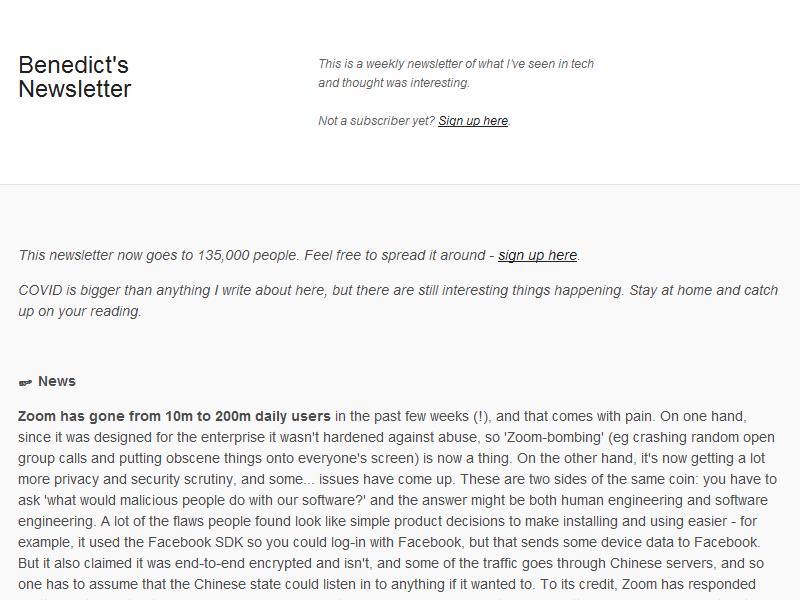 Benedict's
Newsletter
This is a weekly newsletter of what I've seen in tech
and thought was interesting.
Not a subscriber yet? Sign up here.
This newsletter now goes to 135,000 people. Feel free to spread it around - sign up here.
COVID is bigger than anything I write about here, but there are still interesting things happening. Stay at home and catch
up on your reading.
News
Zoom has gone from 10m to 200m daily users in the past few weeks (!), and that comes with pain. On one hand,
since it was designed for the enterprise it wasn't hardened against abuse, so 'Zoom-bombing' (eg crashing random open
group calls and putting obscene things onto everyone's screen) is now a thing. On the other hand, it's now getting a lot
more privacy and security scrutiny, and some... issues have come up. These are two sides of the same coin: you have to
ask 'what would malicious people do with our software?' and the answer might be both human engineering and software
engineering. A lot of the flaws people found look like simple product decisions to make installing and using easier - for
example, it used the Facebook SDK so you could log-in with Facebook, but that sends some device data to Facebook.
But it also claimed it was end-to-end encrypted and isn't, and some of the traffic goes through Chinese servers, and so
one has to assume that the Chinese state could listen in to anything if it wanted to. To its credit, Zoom has responded